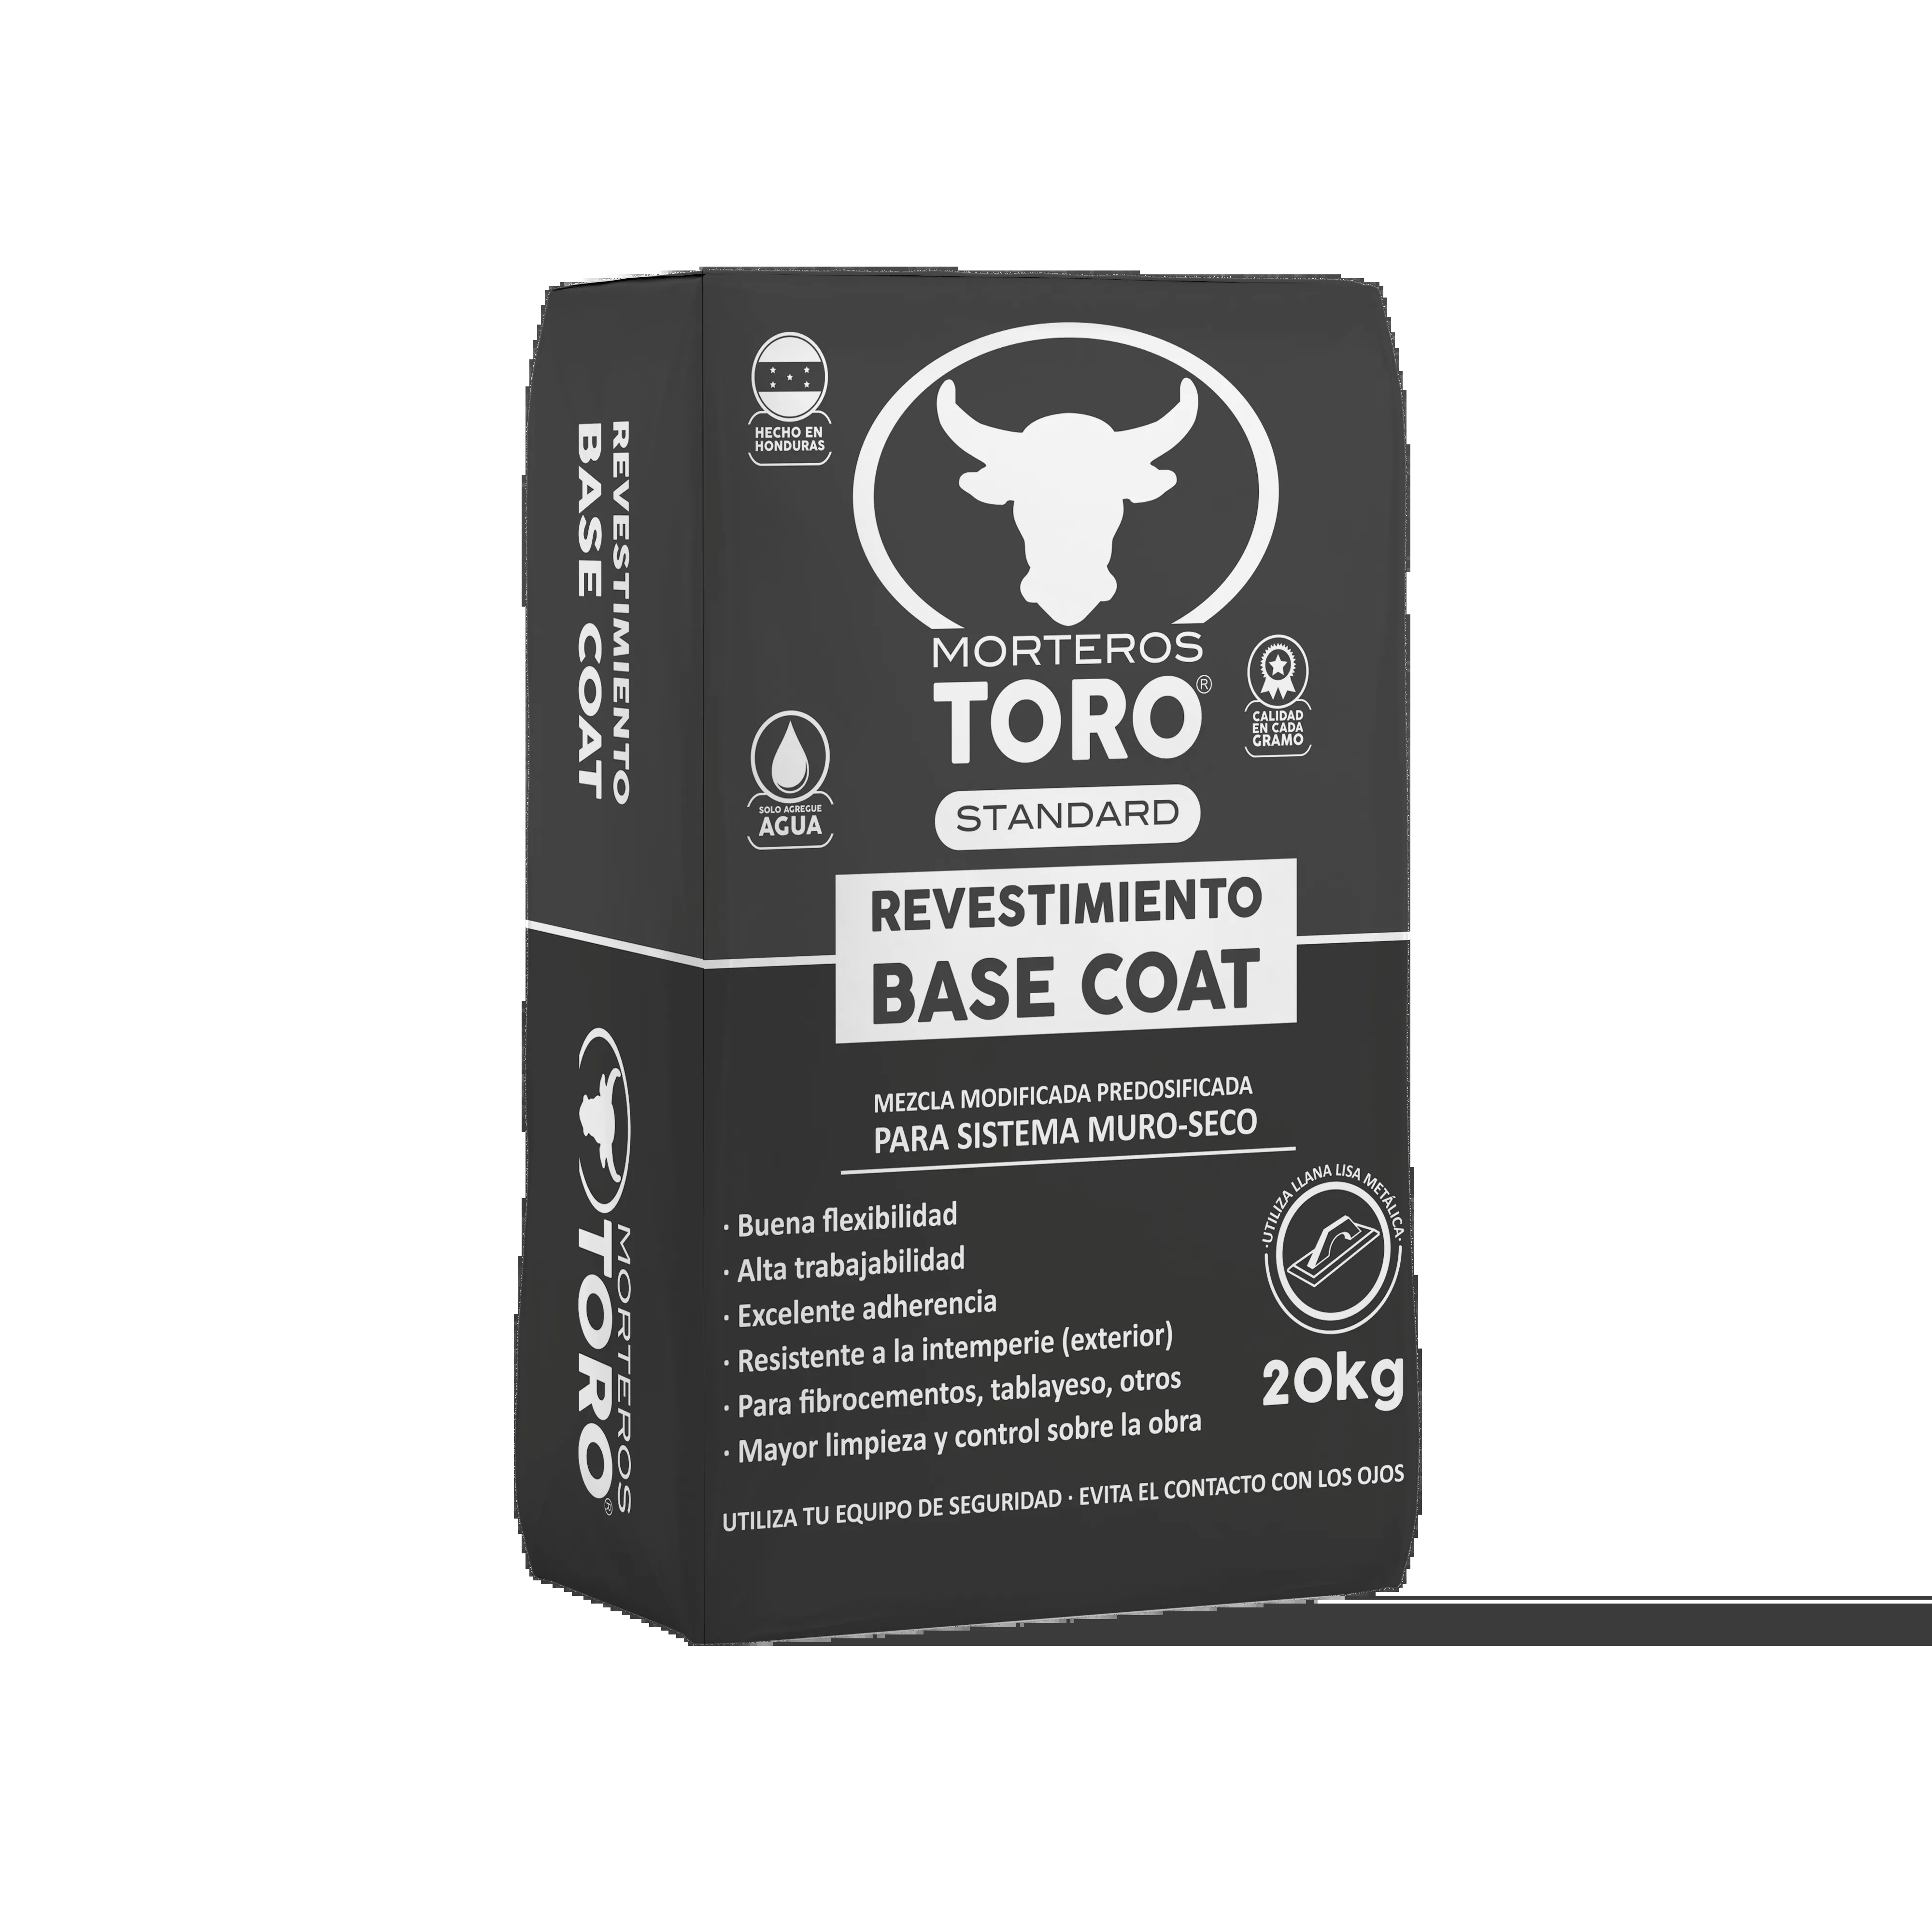 HECHO EN
HONDURAS
MORTEROS
TORO®
CALIDAD
EN CADA
GRAMO
SOLO AGREGUE
AGUA
STANDARD
REVESTIMIENTO
BASE COAT
MEZCLA MODIFICADA PREDOSIFICADA
PARA SISTEMA MURO-SECO
· Buena flexibilidad
· Alta trabajabilidad
· Excelente adherencia
· Resistente a la intemperie (exterior)
· Para fibrocementos, tablayeso, otros
· Mayor limpieza y control sobre la obra
·UTILIZA LLANA LISA METÁLICA·
20kg
UTILIZA TU EQUIPO DE SEGURIDAD · EVITA EL CONTACTO CON LOS OJOS
REVESTIMIENTO
BASE COAT
MORTEROS
TORO®